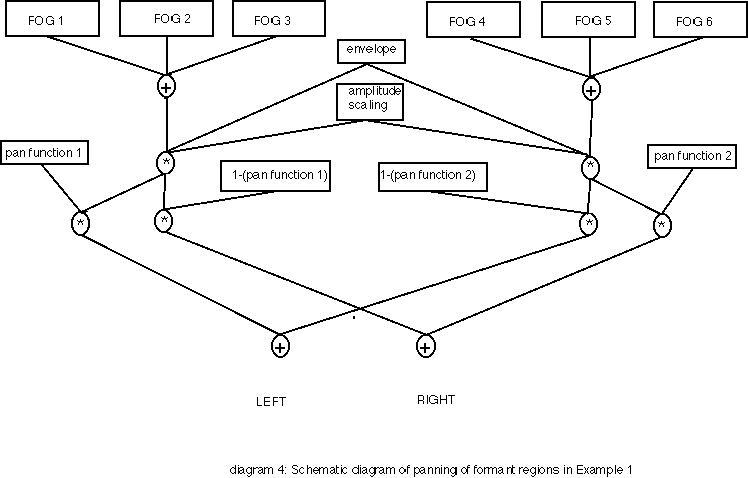 FOG 1
FOG 2
FOG 3
FOG 4
FOG 5
FOG 6
envelope
+
+
amplitude
scaling
pan function 1
pan function 2
*
*
1-(pan function 1)
1-(pan function 2)
*
*
*
*
+
+
LEFT
RIGHT
diagram 4: Schematic diagram of panning of formant regions in Example 1